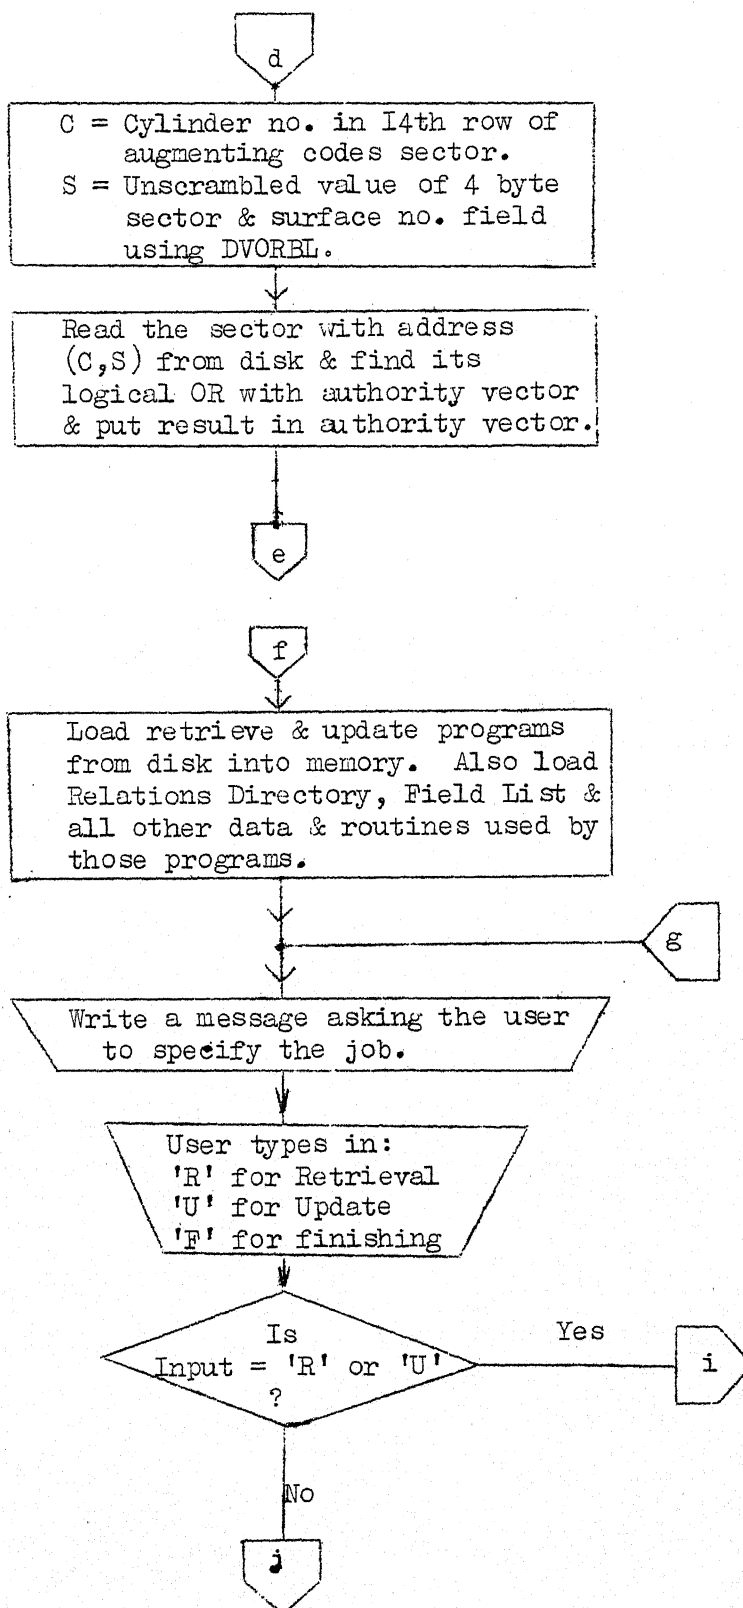 d
C = Cylinder no. in I4th row of
augmenting codes sector.
S = Unscrambled value of 4 byte
sector & surface no. field
using DVORBL.
Read the sector with address
(C,S) from disk & find its
logical OR with authority vector
& put result in authority vector.
e
f
Load retrieve & update programs
from disk into memory. Also load
Relations Directory, Field List &
all other data & routines used by
those programs.
g
Write a message asking the user
to specify the job.
User types in:
'R' for Retrieval
'U' for Update
'F' for finishing
Is
Input = 'R' or 'U'
?
Yes
i
No
j